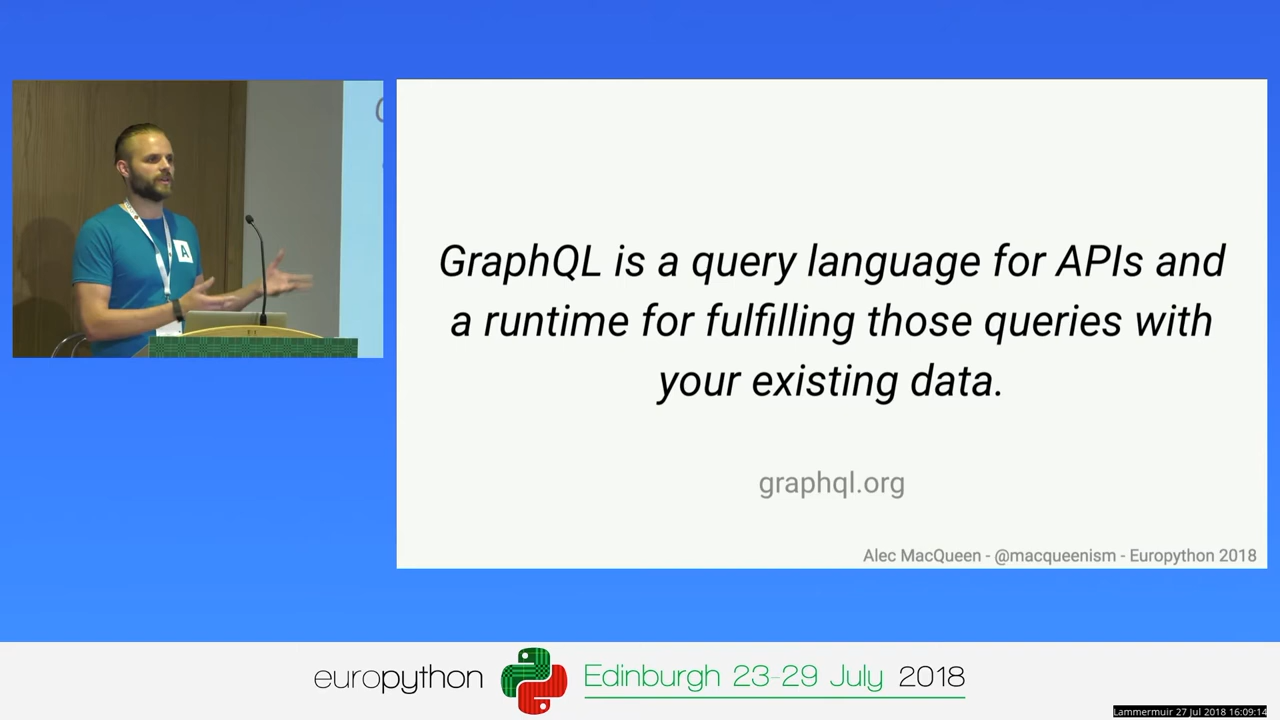 A
GraphQL is a query language for APIs and
a runtime for fulfilling those queries with
your existing data.
graphql.org
Alec MacQueen - @macqueenism - Europython 2018
europython
Edinburgh 23-29 July 2018
Lammermuir 27 Jul 2018 16:09:14